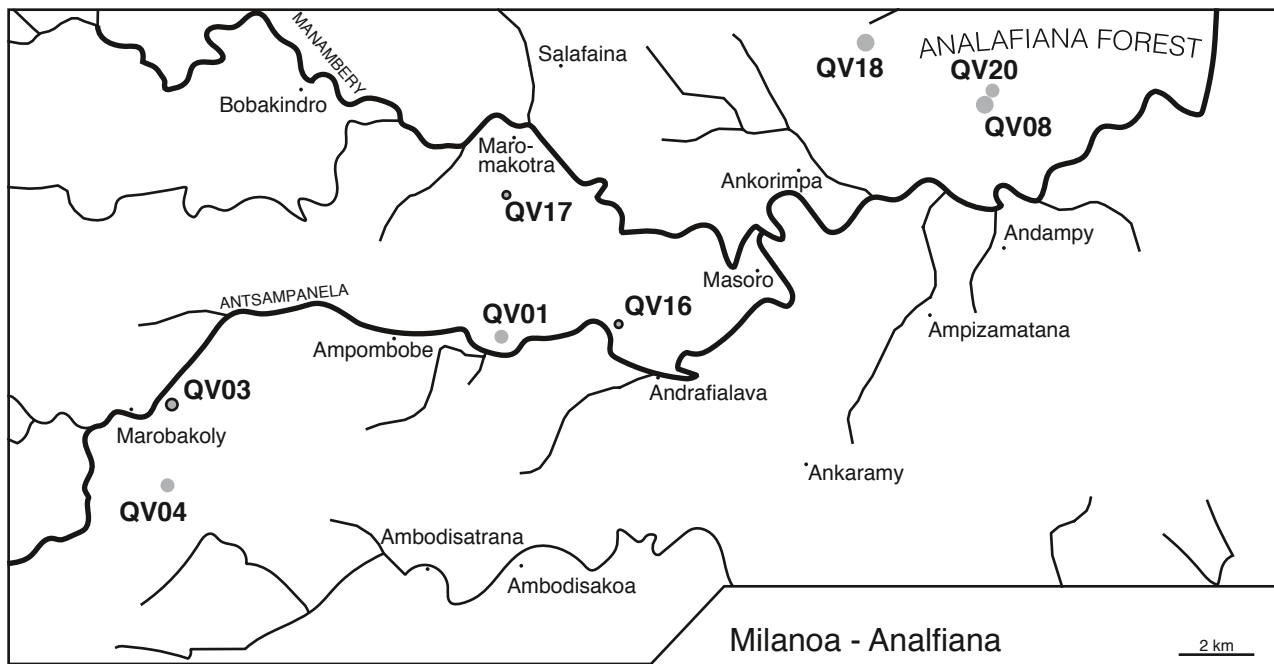 MANAMBERY
ANALAFIANA FOREST
Salafaina
QV18
QV20
Bobakindro
QV08
Maro-
makotra
Ankorimpa
QV17
Andampy
Masoro
ANTSAMPANELA
QV01
QV16
Ampombobe
Ampizamatana
QV03
Andrafialava
Marobakoly
Ankaramy
QV04
Ambodisatrana
Ambodisakoa
Milanoa - Analfiana
2 km